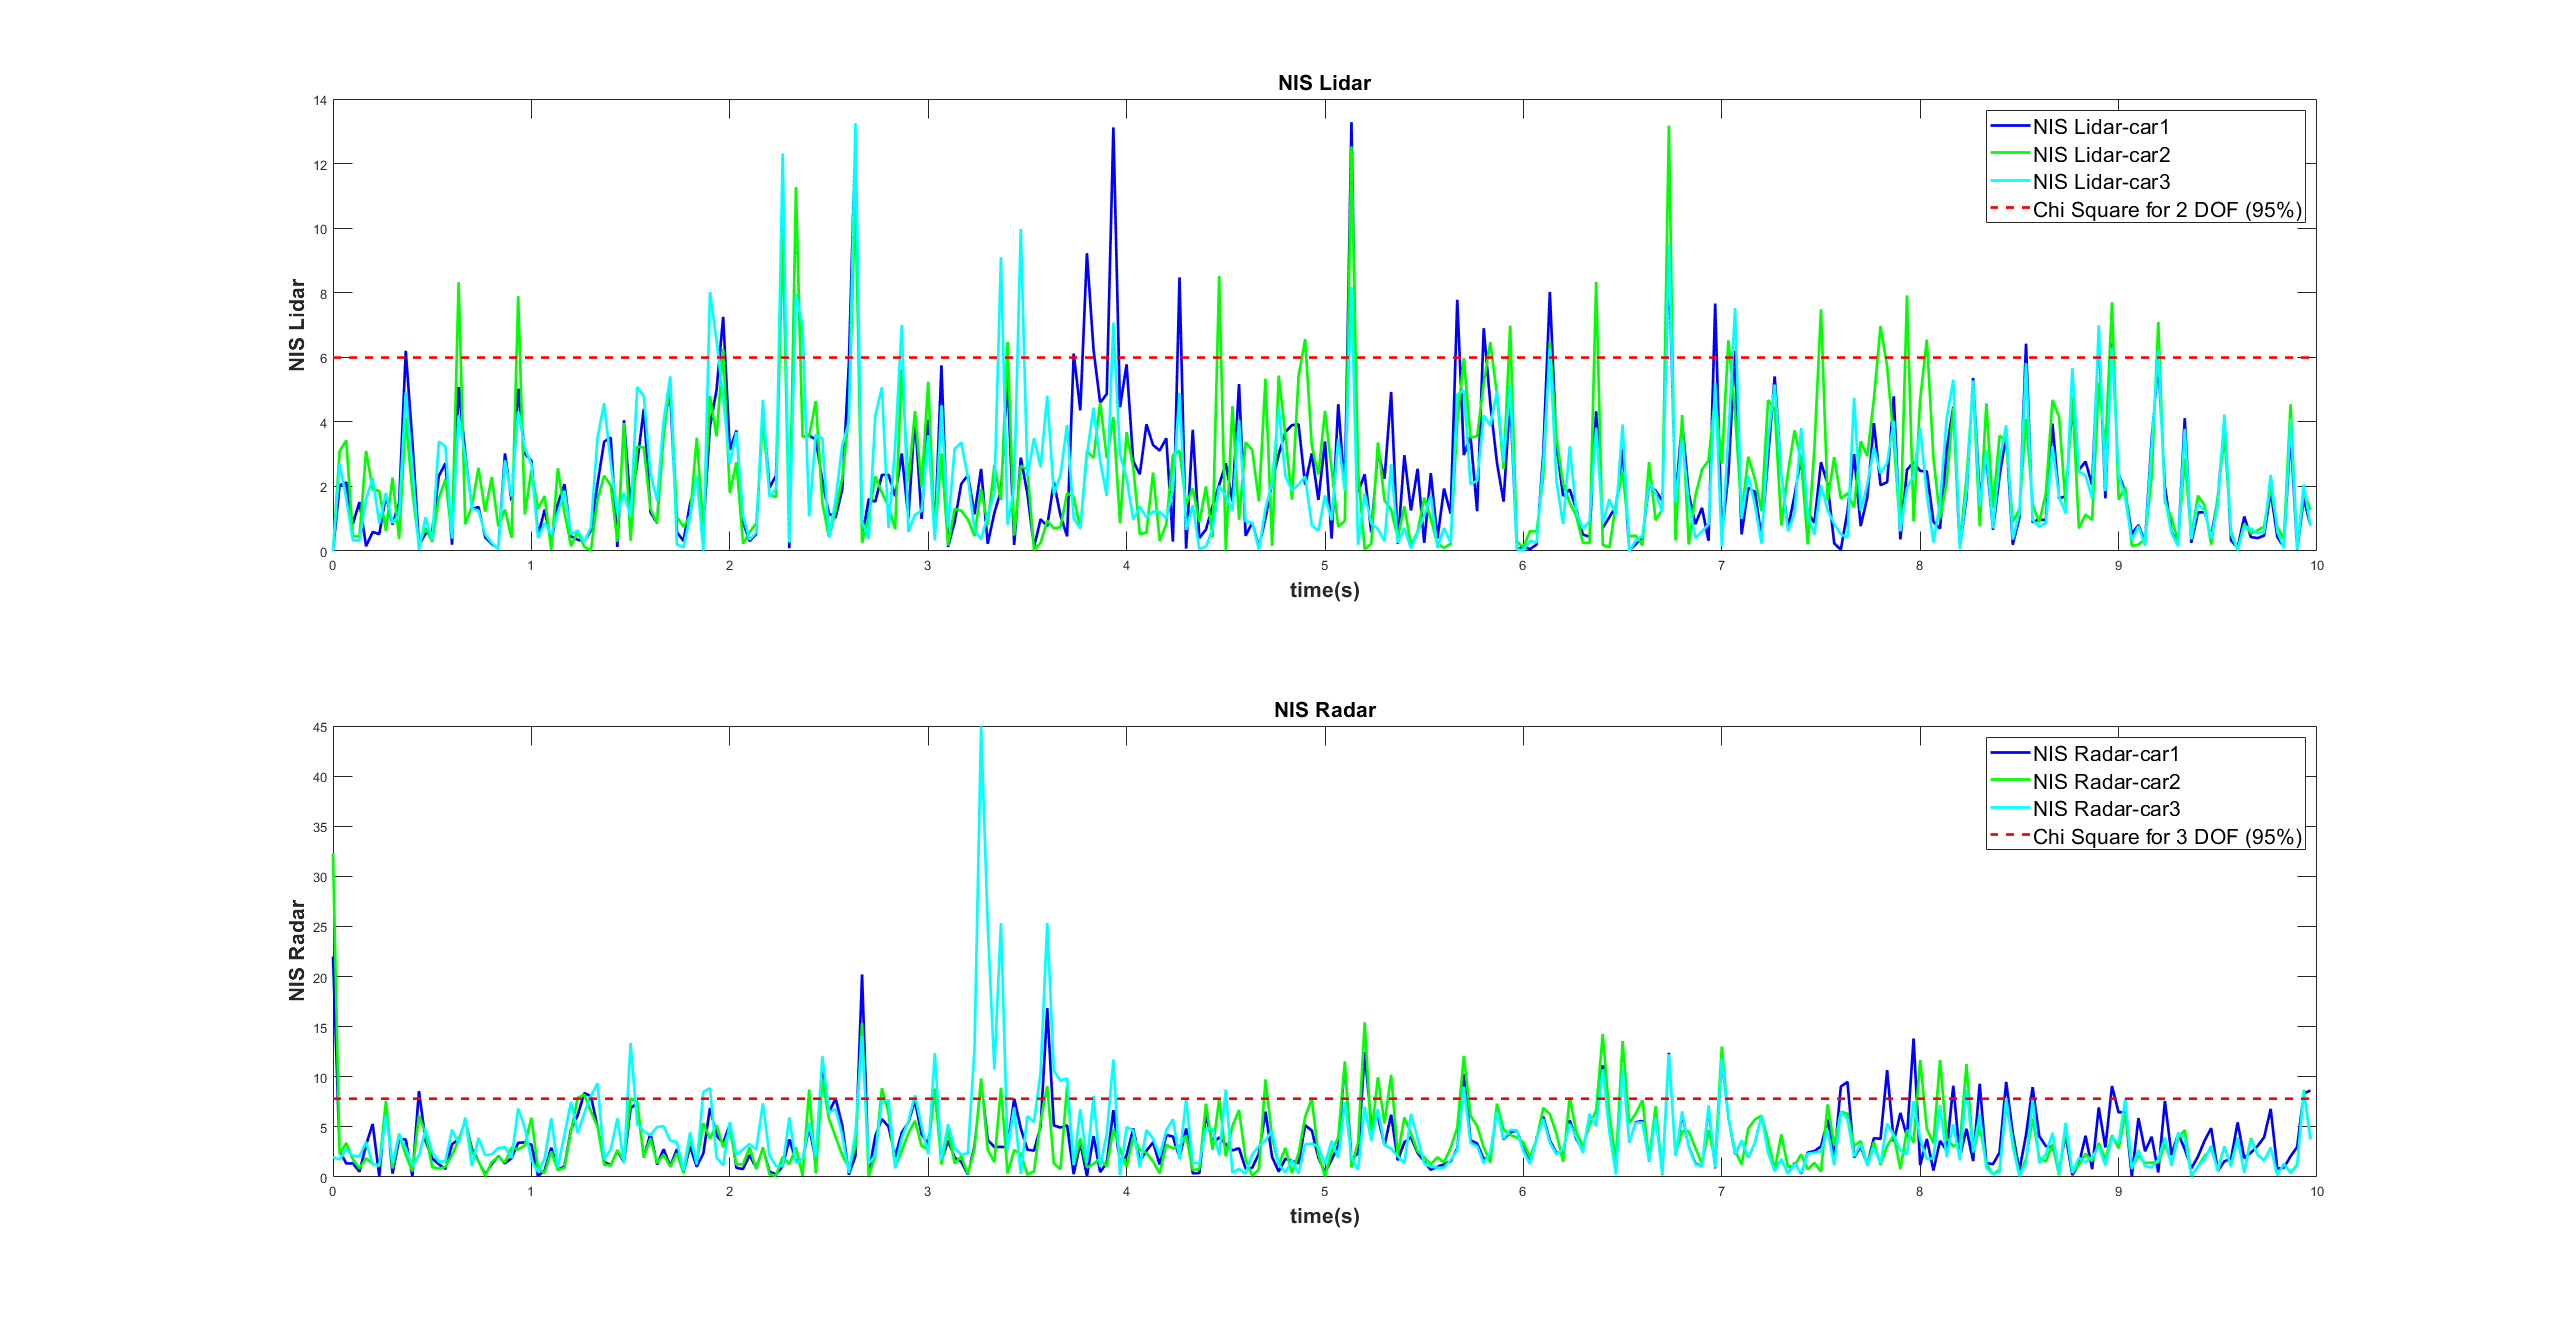 NIS Lidar
14
12
10
8
6
4
2
0
NIS Lidar
NIS Lidar-car1
NIS Lidar-car2
NIS Lidar-car3
Chi Square for 2 DOF (95%)
0 1 2 3 4 5 6 7 8 9 10
time(s)
NIS Radar
45
40
35
30
25
20
15
10
5
0
NIS Radar
NIS Radar-car1
NIS Radar-car2
NIS Radar-car3
Chi Square for 3 DOF (95%)
0 1 2 3 4 5 6 7 8 9 10
time(s)